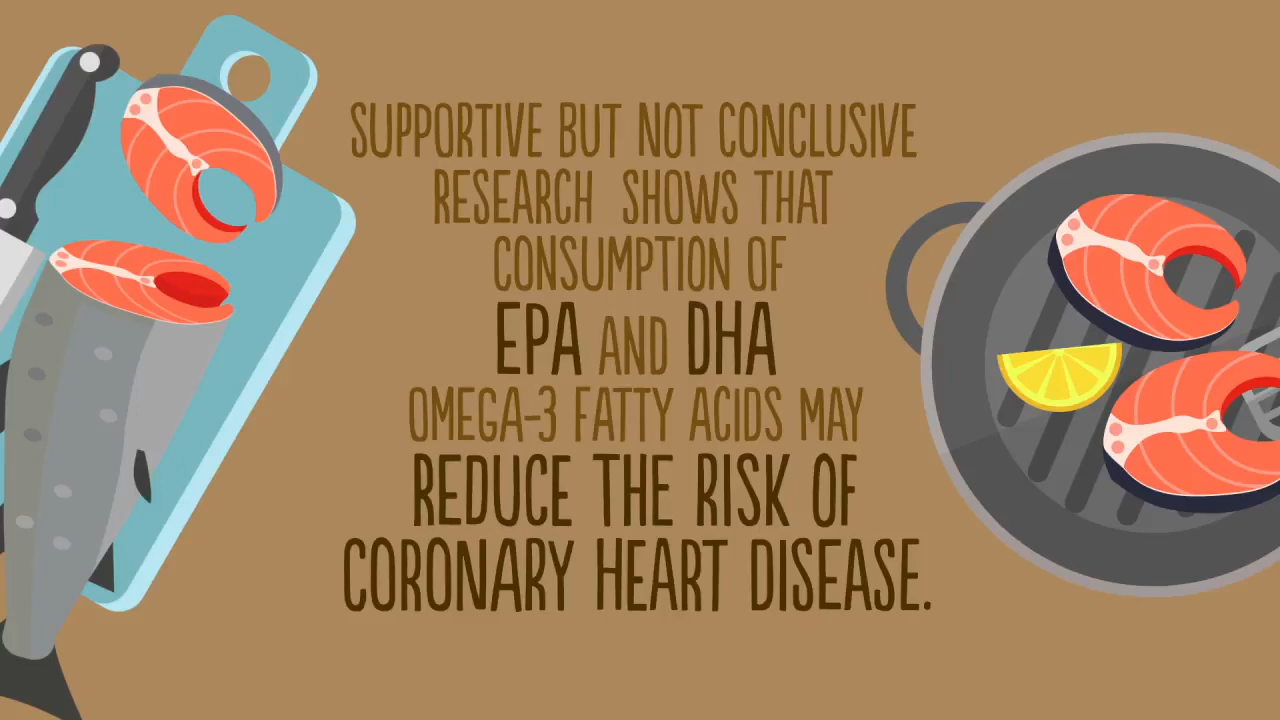 SUPPORTIVE BUT NOT CONCLUSIVE
RESEARCH SHOWS THAT
CONSUMPTION OF
EPA AND DHA
OMEGA-3 FATTY ACIDS MAY
REDUCE THE RISK OF
CORONARY HEART DISEASE.